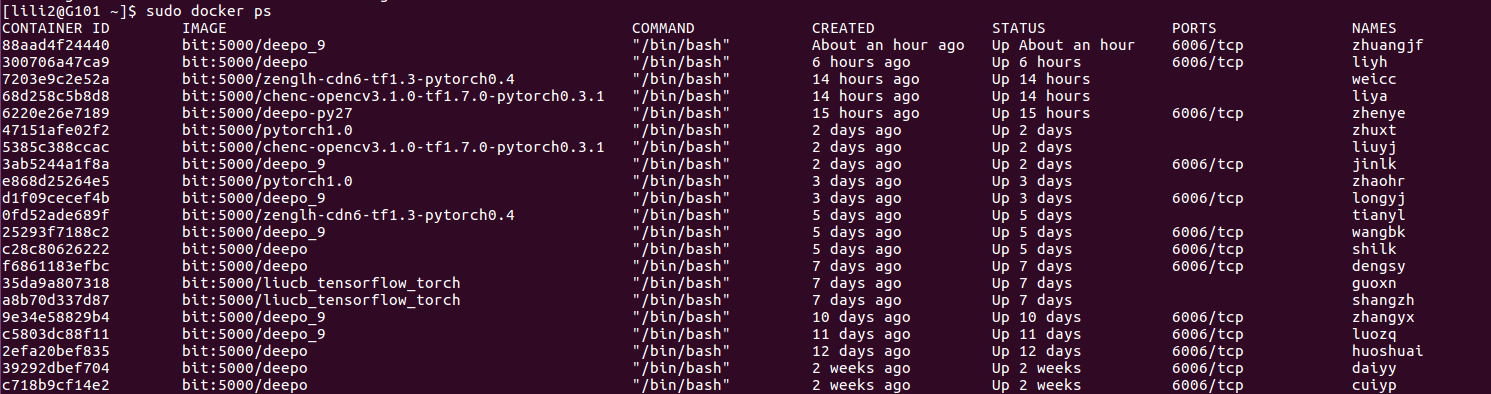 [lili2@G101 ~]$ sudo docker ps
CONTAINER ID        IMAGE                                             COMMAND             CREATED             STATUS              PORTS               NAMES
88aad4f24440        bit:5000/deepo_9                                  "/bin/bash"         About an hour ago   Up About an hour    6006/tcp            zhuangjf
300706a47ca9        bit:5000/deepo                                    "/bin/bash"         6 hours ago         Up 6 hours          6006/tcp            liyh
7203e9c2e52a        bit:5000/zenglh-cdn6-tf1.3-pytorch0.4             "/bin/bash"         14 hours ago        Up 14 hours                             weicc
68d258c5b8d8        bit:5000/chenc-opencv3.1.0-tf1.7.0-pytorch0.3.1   "/bin/bash"         14 hours ago        Up 14 hours                             liya
6220e26e7189        bit:5000/deepo-py27                               "/bin/bash"         15 hours ago        Up 15 hours         6006/tcp            zhenye
47151afe02f2        bit:5000/pytorch1.0                               "/bin/bash"         2 days ago          Up 2 days                               zhuxt
5385c388ccac        bit:5000/chenc-opencv3.1.0-tf1.7.0-pytorch0.3.1   "/bin/bash"         2 days ago          Up 2 days                               liuyj
3ab5244a1f8a        bit:5000/deepo_9                                  "/bin/bash"         2 days ago          Up 2 days           6006/tcp            jinlk
e868d25264e5        bit:5000/pytorch1.0                               "/bin/bash"         3 days ago          Up 3 days                               zhaohr
d1f09cecef4b        bit:5000/deepo_9                                  "/bin/bash"         3 days ago          Up 3 days           6006/tcp            longyj
0fd52ade689f        bit:5000/zenglh-cdn6-tf1.3-pytorch0.4             "/bin/bash"         5 days ago          Up 5 days                               tianyl
25293f7188c2        bit:5000/deepo_9                                  "/bin/bash"         5 days ago          Up 5 days           6006/tcp            wangbk
c28c80626222        bit:5000/deepo                                    "/bin/bash"         5 days ago          Up 5 days           6006/tcp            shilk
f6861183efbc        bit:5000/deepo                                    "/bin/bash"         7 days ago          Up 7 days           6006/tcp            dengsy
35da9a807318        bit:5000/liucb_tensorflow_torch                   "/bin/bash"         7 days ago          Up 7 days                               guoxn
a8b70d337d87        bit:5000/liucb_tensorflow_torch                   "/bin/bash"         7 days ago          Up 7 days                               shangzh
9e34e58829b4        bit:5000/deepo_9                                  "/bin/bash"         10 days ago         Up 10 days          6006/tcp            zhangyx
c5803dc88f11        bit:5000/deepo_9                                  "/bin/bash"         11 days ago         Up 11 days          6006/tcp            luozq
2efa20bef835        bit:5000/deepo                                    "/bin/bash"         12 days ago         Up 12 days          6006/tcp            huoshuai
39292dbef704        bit:5000/deepo                                    "/bin/bash"         2 weeks ago         Up 2 weeks          6006/tcp            daiyy
c718b9cf14e2        bit:5000/deepo                                    "/bin/bash"         2 weeks ago         Up 2 weeks          6006/tcp            cuiyp